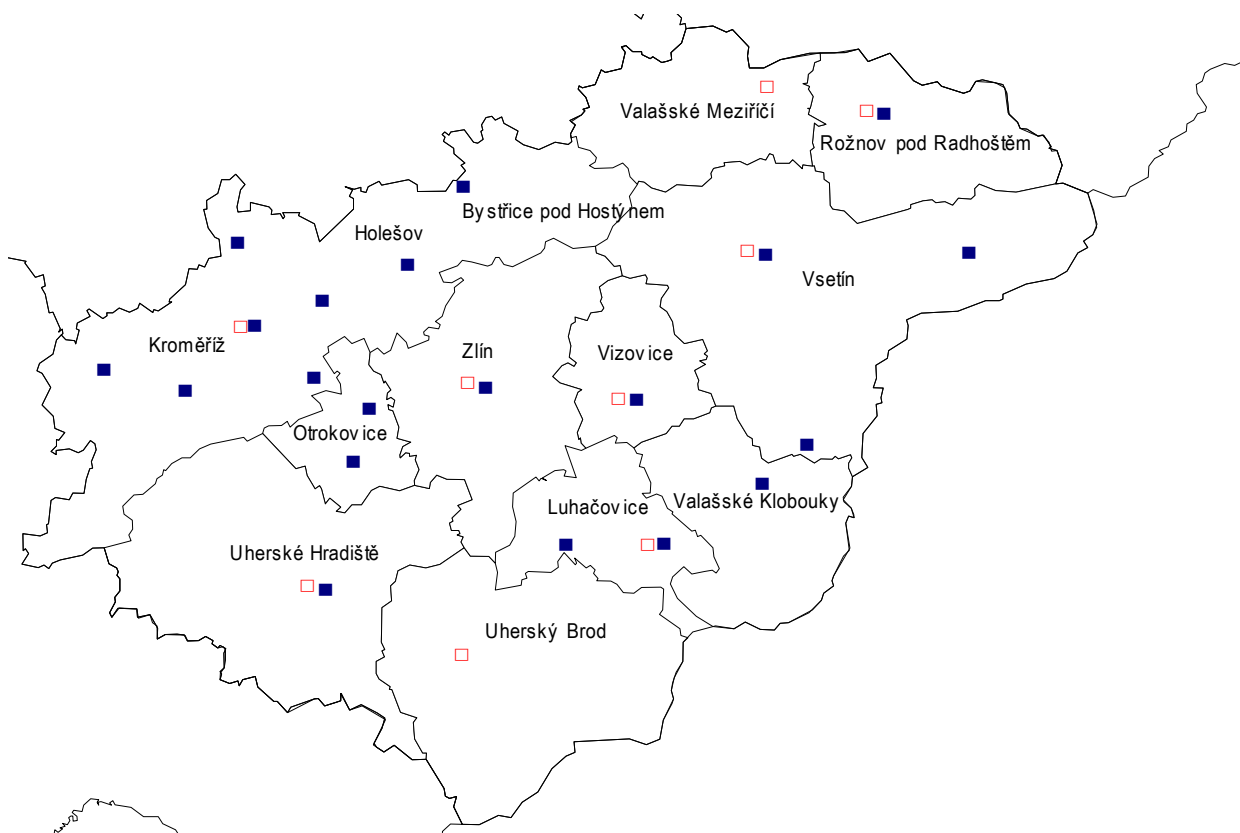 Valašské Meziříčí
Rožnov pod Radhoštěm
Bystřice pod Hostýnem
Holešov
Vsetín
Kroměříž
Zlín
Vizovice
Otrokovice
Valašské Klobouky
Luhačovice
Uherské Hradiště
Uherský Brod